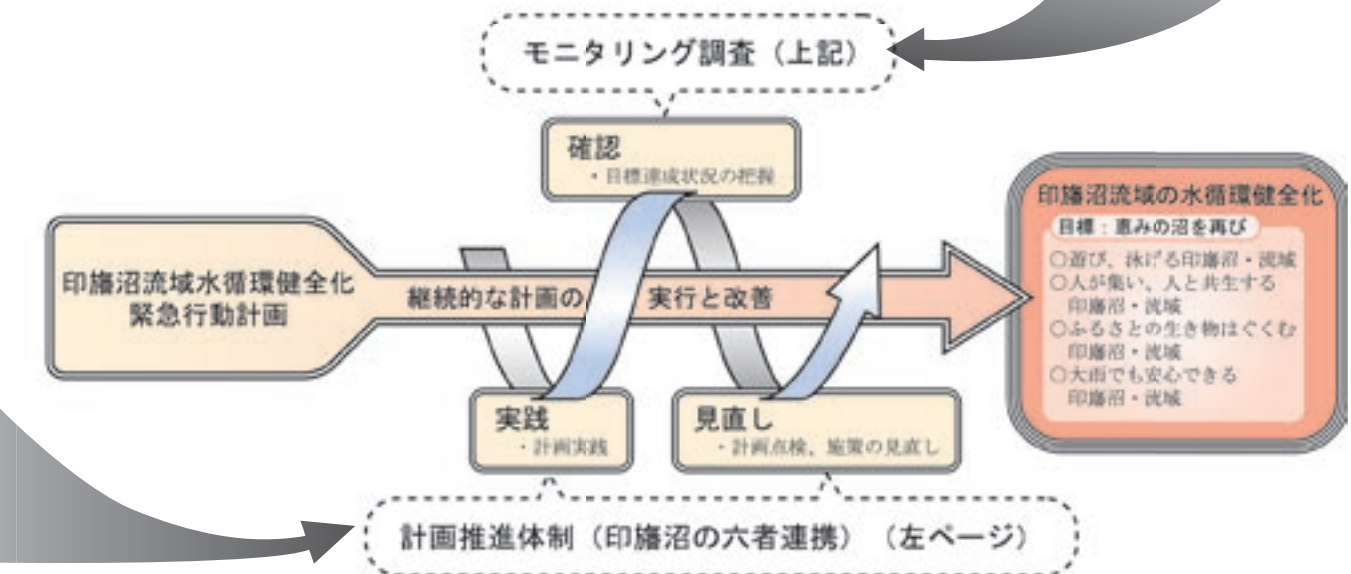 モニタリング調査（上記）
確認
・目標達成状況の把握
印旛沼流域水循環健全化
緊急行動計画
継続的な計画の
実行と改善
実践
・計画実践
見直し
・計画点検、施策の見直し
計画推進体制（印旛沼の六者連携）（左ページ）
印旛沼流域の水循環健全化
目標：恵みの沼を再び
○遊び、泳げる印旛沼・流域
○人が集い、人と共生する
印旛沼・流域
○ふるさとの生き物はぐくむ
印旛沼・流域
○大雨でも安心できる
印旛沼・流域